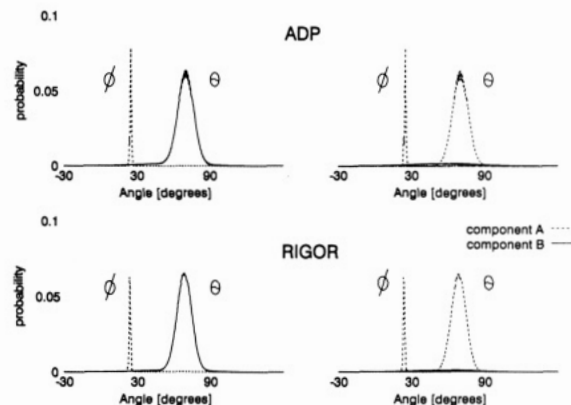 0.1
ADP
ϕ θ ϕ θ
probability
0.05
0
-30 30 90 -30 30 90
Angle [degrees] Angle [degrees]
0.1
component A
component B
RIGOR
ϕ θ ϕ θ
probability
0.05
0
-30 30 90 -30 30 90
Angle [degrees] Angle [degrees]